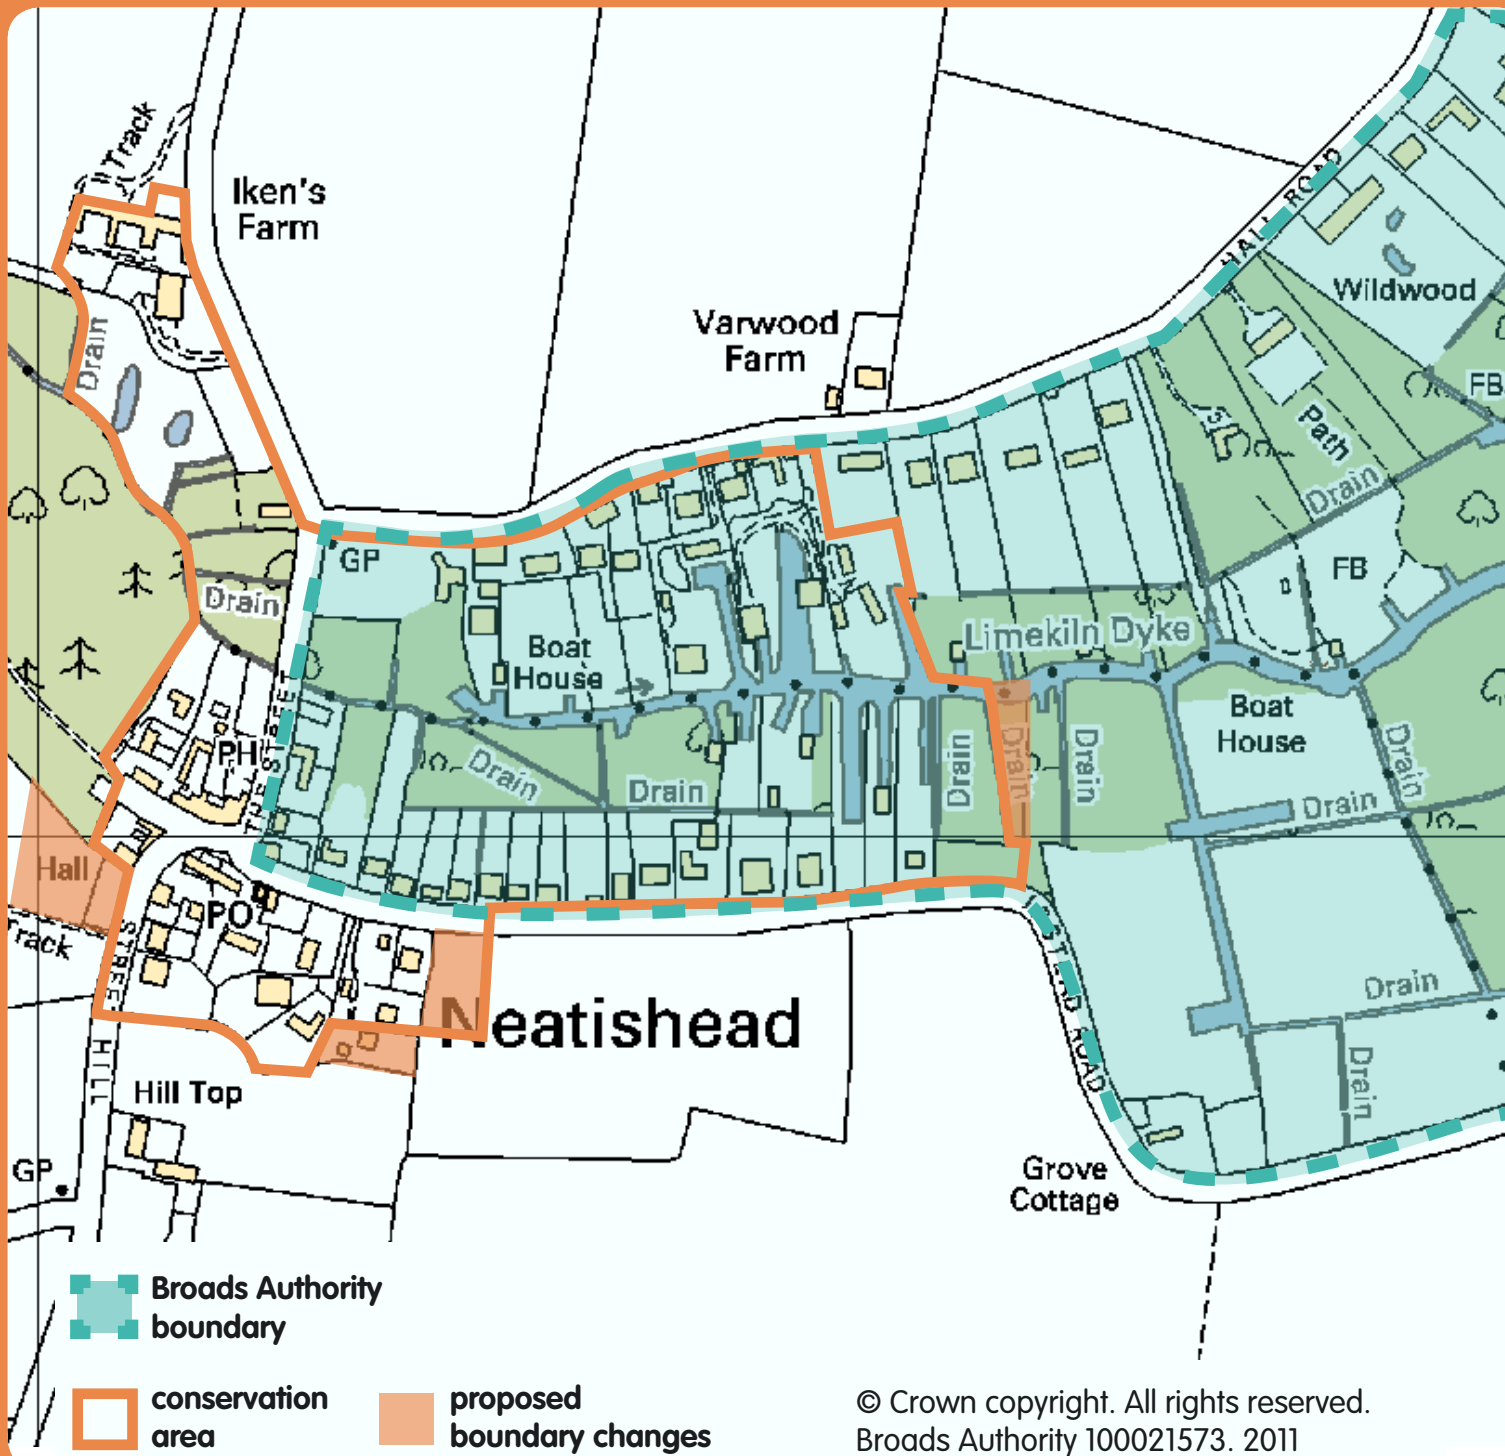 Track
Iken's
Farm
Drain
Varwood
Farm
HALL ROAD
Wildwood
FB
Path
Drain
GP
Drain
FB
Limekiln Dyke
Boat
House
THE STREET
PH
Drain
Drain
Drain
Drain
Drain
Boat
House
Drain
Drain
Hall
PO
Track
STREET
Neatishead
ROAD
Drain
Drain
HILL
Hill Top
GP
Grove
Cottage
Broads Authority
boundary
conservation
area
proposed
boundary changes
© Crown copyright. All rights reserved.
Broads Authority 100021573. 2011